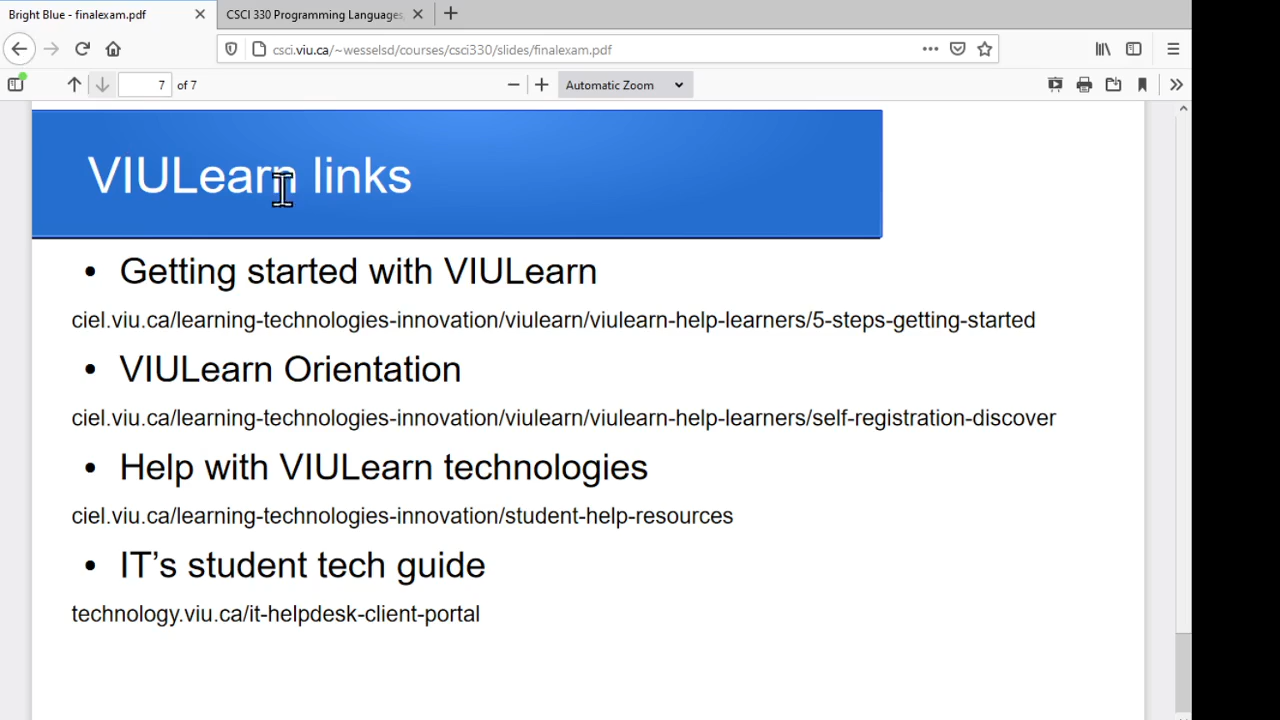 Bright Blue - finalexam.pdf
CSCI 330 Programming Languages,
csci.viu.ca/~wesselsd/courses/csci330/slides/finalexam.pdf
7 of 7
Automatic Zoom
VIULearn links
• Getting started with VIULearn
ciel.viu.ca/learning-technologies-innovation/viulearn/viulearn-help-learners/5-steps-getting-started
• VIULearn Orientation
ciel.viu.ca/learning-technologies-innovation/viulearn/viulearn-help-learners/self-registration-discover
• Help with VIULearn technologies
ciel.viu.ca/learning-technologies-innovation/student-help-resources
• IT’s student tech guide
technology.viu.ca/it-helpdesk-client-portal